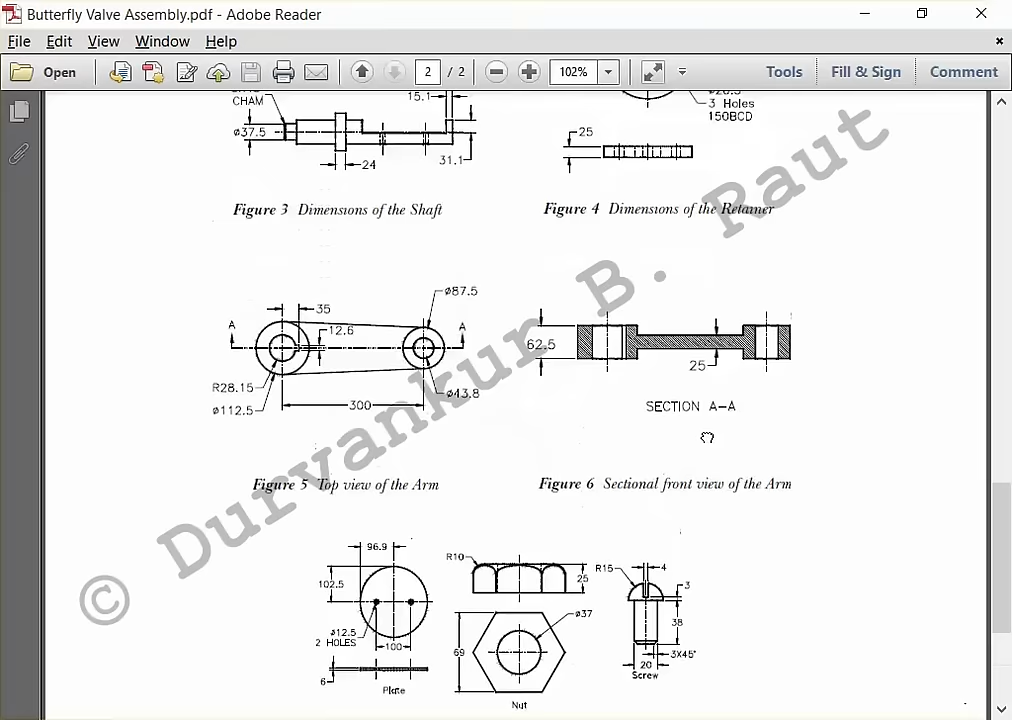 Butterfly Valve Assembly.pdf - Adobe Reader
File Edit View Window Help
Open 2 / 2 102% Tools Fill & Sign Comment
CHAM
15.1
ø37.5
24
31.1
3 Holes
150BCD
25
Figure 3 Dimensions of the Shaft
Figure 4 Dimensions of the Retainer
35
ø87.5
A
12.6
A
R28.15
ø112.5
300
ø43.8
62.5
25
SECTION A-A
Figure 5 Top view of the Arm
Figure 6 Sectional front view of the Arm
© Durvankur B. Raut
96.9
102.5
ø12.5
2 HOLES
100
6
Plate
R10
25
ø37
69
Nut
R15
4
3
38
3X45°
20
Screw